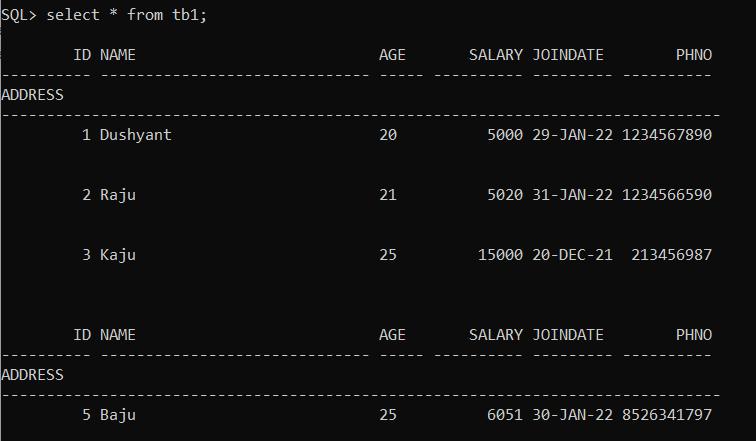 SQL> select * from tb1;
        ID NAME                           AGE       SALARY JOINDATE        PHNO
---------- ------------------------------ ----- ---------- --------- ----------
ADDRESS
--------------------------------------------------------------------------------
         1 Dushyant                       20          5000 29-JAN-22 1234567890
         2 Raju                           21          5020 31-JAN-22 1234566590
         3 Kaju                           25         15000 20-DEC-21  213456987
        ID NAME                           AGE       SALARY JOINDATE        PHNO
---------- ------------------------------ ----- ---------- --------- ----------
ADDRESS
--------------------------------------------------------------------------------
         5 Baju                           25          6051 30-JAN-22 8526341797